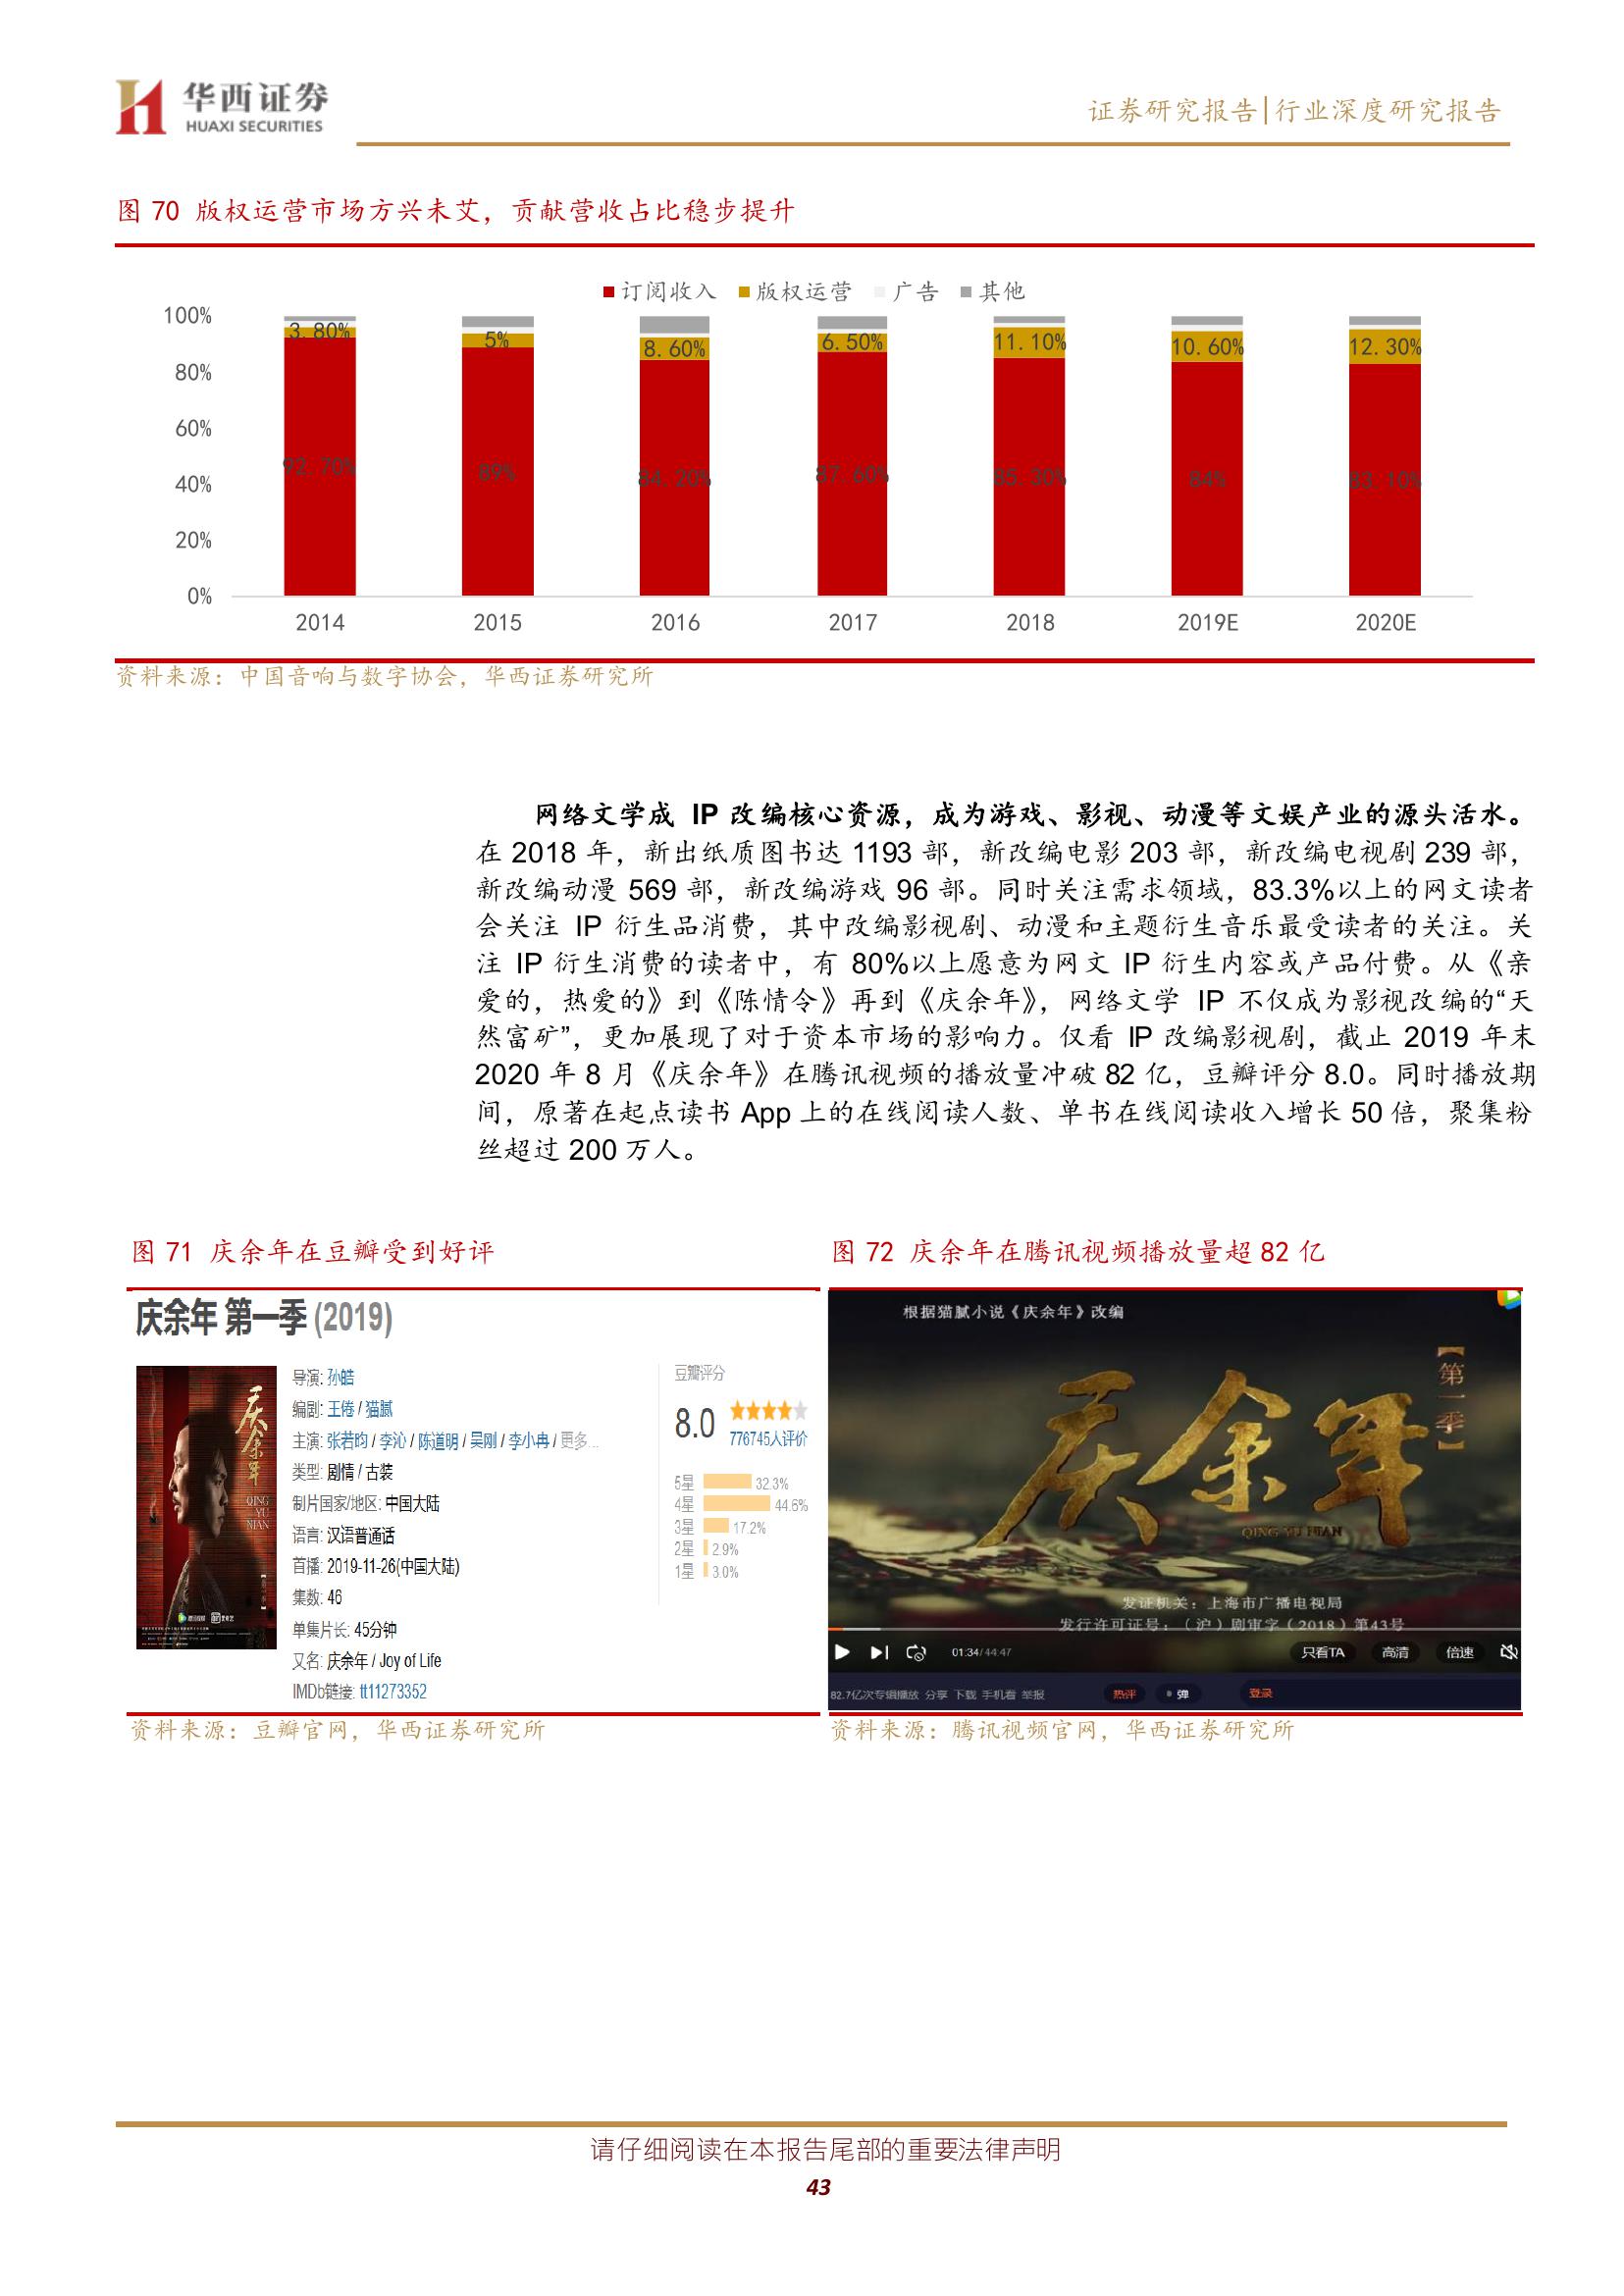 华西证券
HUAXI SECURITIES
证券研究报告|行业深度研究报告
图 70 版权运营市场方兴未艾，贡献营收占比稳步提升
订阅收入 版权运营 广告 其他
100%
80%
60%
40%
20%
0%
3.80% 5% 8.60% 6.50% 11.10% 10.60% 12.30%
92.70% 89% 84.20% 87.60% 85.30% 84% 83.10%
2014 2015 2016 2017 2018 2019E 2020E
资料来源：中国音响与数字协会，华西证券研究所
网络文学成 IP 改编核心资源，成为游戏、影视、动漫等文娱产业的源头活水。
在 2018 年，新出纸质图书达 1193 部，新改编电影 203 部，新改编电视剧 239 部，
新改编动漫 569 部，新改编游戏 96 部。同时关注需求领域，83.3%以上的网文读者
会关注 IP 衍生品消费，其中改编影视剧、动漫和主题衍生音乐最受读者的关注。关
注 IP 衍生消费的读者中，有 80%以上愿意为网文 IP 衍生内容或产品付费。从《亲
爱的，热爱的》到《陈情令》再到《庆余年》，网络文学 IP 不仅成为影视改编的“天
然富矿”，更加展现了对于资本市场的影响力。仅看 IP 改编影视剧，截止 2019 年末
2020 年 8 月《庆余年》在腾讯视频的播放量冲破 82 亿，豆瓣评分 8.0。同时播放期
间，原著在起点读书 App 上的在线阅读人数、单书在线阅读收入增长 50 倍，聚集粉
丝超过 200 万人。
图 71 庆余年在豆瓣受到好评
庆余年 第一季 (2019)
庆余年
QING
YU
NIAN
导演: 孙皓
编剧: 王倦 / 猫腻
主演: 张若昀 / 李沁 / 陈道明 / 吴刚 / 李小冉 / 更多...
类型: 剧情 / 古装
制片国家/地区: 中国大陆
语言: 汉语普通话
首播: 2019-11-26(中国大陆)
集数: 46
单集片长: 45分钟
又名: 庆余年 / Joy of Life
IMDb链接: tt11273352
豆瓣评分
8.0
776745人评价
5星 32.3%
4星 44.6%
3星 17.2%
2星 2.9%
1星 3.0%
资料来源：豆瓣官网，华西证券研究所
图 72 庆余年在腾讯视频播放量超 82 亿
根据猫腻小说《庆余年》改编
庆余年
【第一季】
QING YU NIAN
发证机关：上海市广播电视局
发行许可证号：（沪）剧审字（2018）第43号
01:34/44:47 只看TA 高清 倍速
82.7亿次专辑播放 分享 下载 手机看 举报 热评 弹 登录
资料来源：腾讯视频官网，华西证券研究所
请仔细阅读在本报告尾部的重要法律声明
43